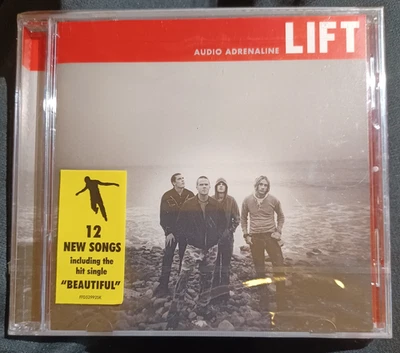 AUDIO ADRENALINE LIFT
12
NEW SONGS
including the
hit single
"BEAUTIFUL"